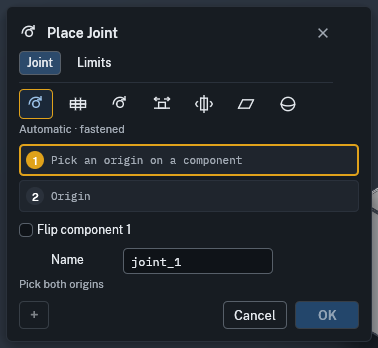 Place Joint
Joint Limits
Automatic · fastened
1 Pick an origin on a component
2 Origin
Flip component 1
Name joint_1
Pick both origins
+ Cancel OK